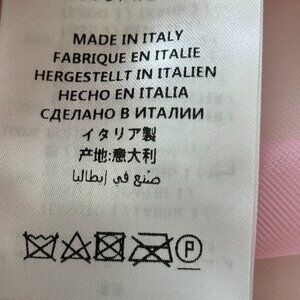 MADE IN ITALY
FABRIQUE EN ITALIE
HERGESTELLT IN ITALIEN
HECHO EN ITALIA
СДЕЛАНО В ИТАЛИИ
イタリア製
产地:意大利
صنع في إيطاليا
P